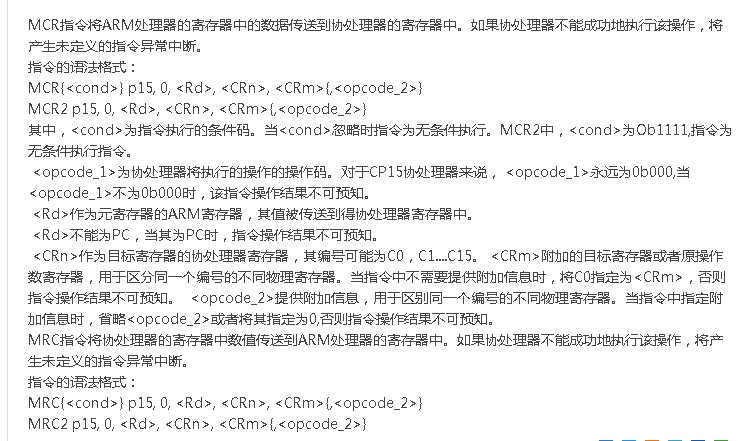 MCR指令将ARM处理器的寄存器中的数据传送到协处理器的寄存器中。如果协处理器不能成功地执行该操作，将
产生未定义的指令异常中断。
指令的语法格式：
MCR{<cond>} p15, 0, <Rd>, <CRn>, <CRm>{,<opcode_2>}
MCR2 p15, 0, <Rd>, <CRn>, <CRm>{,<opcode_2>}
其中，<cond>为指令执行的条件码。当<cond>忽略时指令为无条件执行。MCR2中，<cond>为Ob1111,指令为
无条件执行指令。
<opcode_1>为协处理器将执行的操作的操作码。对于CP15协处理器来说， <opcode_1>永远为0b000,当
<opcode_1>不为0b000时，该指令操作结果不可预知。
<Rd>作为元寄存器的ARM寄存器，其值被传送到得协处理器寄存器中。
<Rd>不能为PC，当其为PC时，指令操作结果不可预知。
<CRn>作为目标寄存器的协处理器寄存器，其编号可能为C0，C1....C15。 <CRm>附加的目标寄存器或者原操作
数寄存器，用于区分同一个编号的不同物理寄存器。当指令中不需要提供附加信息时，将C0指定为<CRm>，否则
指令操作结果不可预知。 <opcode_2>提供附加信息，用于区别同一个编号的不同物理寄存器。当指令中指定附
加信息时，省略<opcode_2>或者将其指定为0,否则指令操作结果不可预知。
MRC指令将协处理器的寄存器中数值传送到ARM处理器的寄存器中。如果协处理器不能成功地执行该操作，将产
生未定义的指令异常中断。
指令的语法格式：
MRC{<cond>} p15, 0, <Rd>, <CRn>, <CRm>{,<opcode_2>}
MRC2 p15, 0, <Rd>, <CRn>, <CRm>{,<opcode_2>}